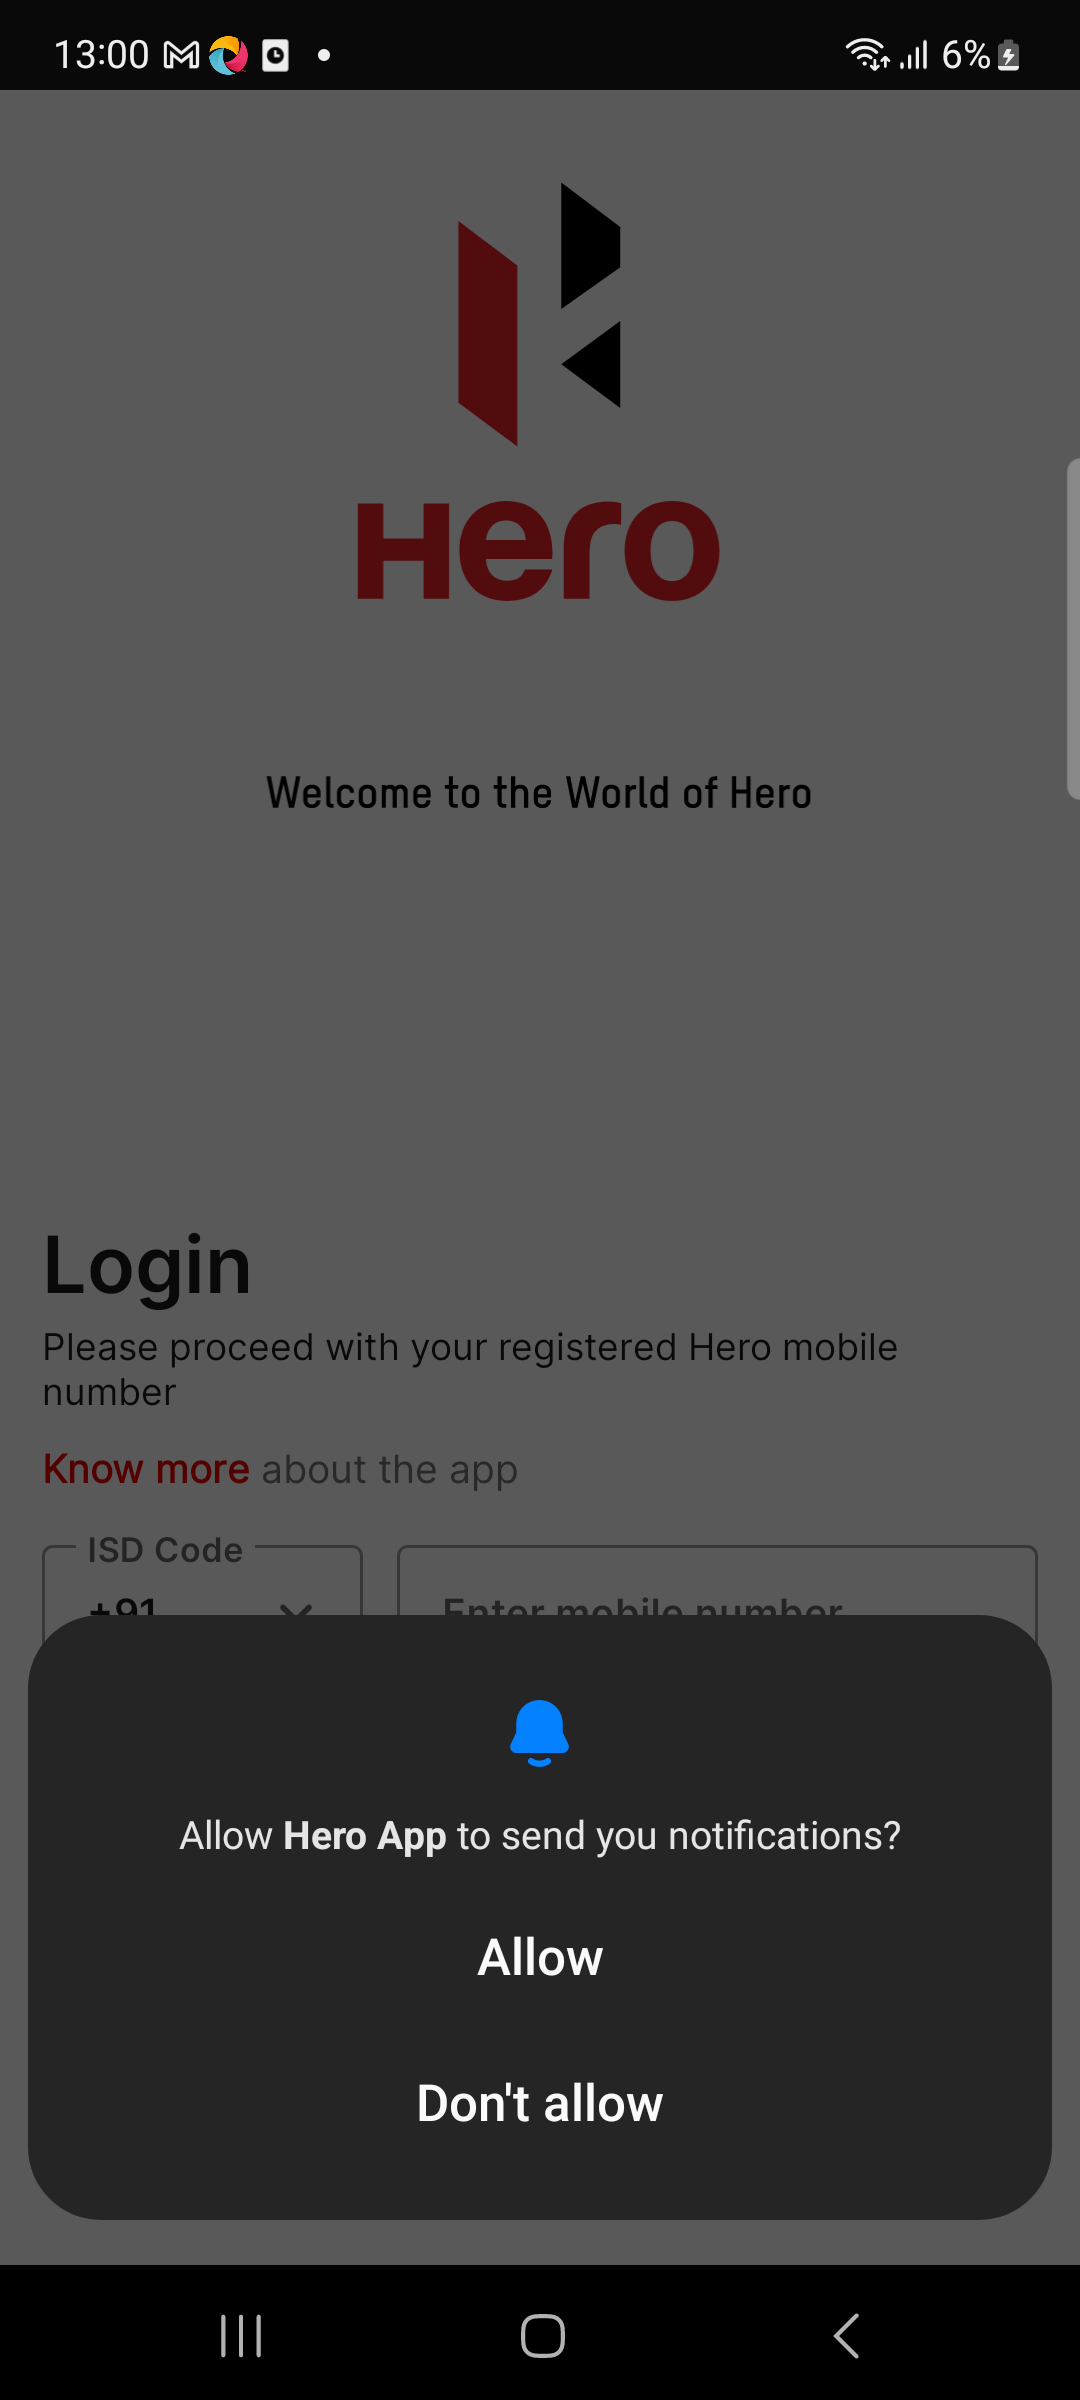 13:00
6%
Hero
Welcome to the World of Hero
Login
Please proceed with your registered Hero mobile
number
Know more about the app
ISD Code
+91
Enter mobile number
Allow Hero App to send you notifications?
Allow
Don't allow